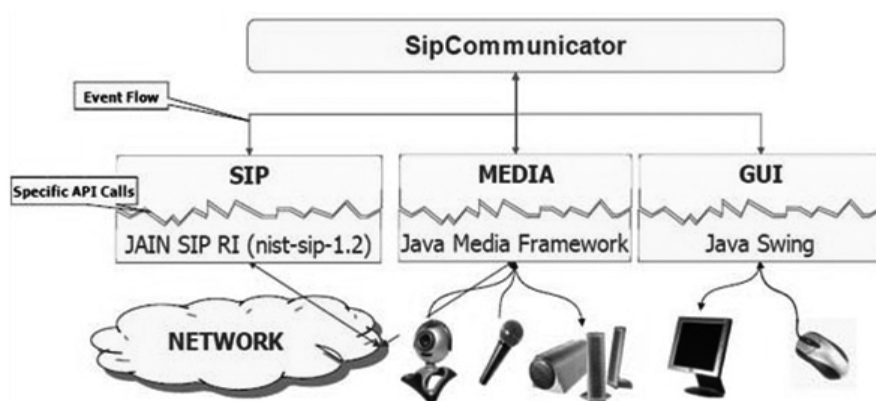 SipCommunicator
Event Flow
SIP
MEDIA
GUI
Specific API Calls
JAIN SIP RI (nist-sip-1.2)
Java Media Framework
Java Swing
NETWORK